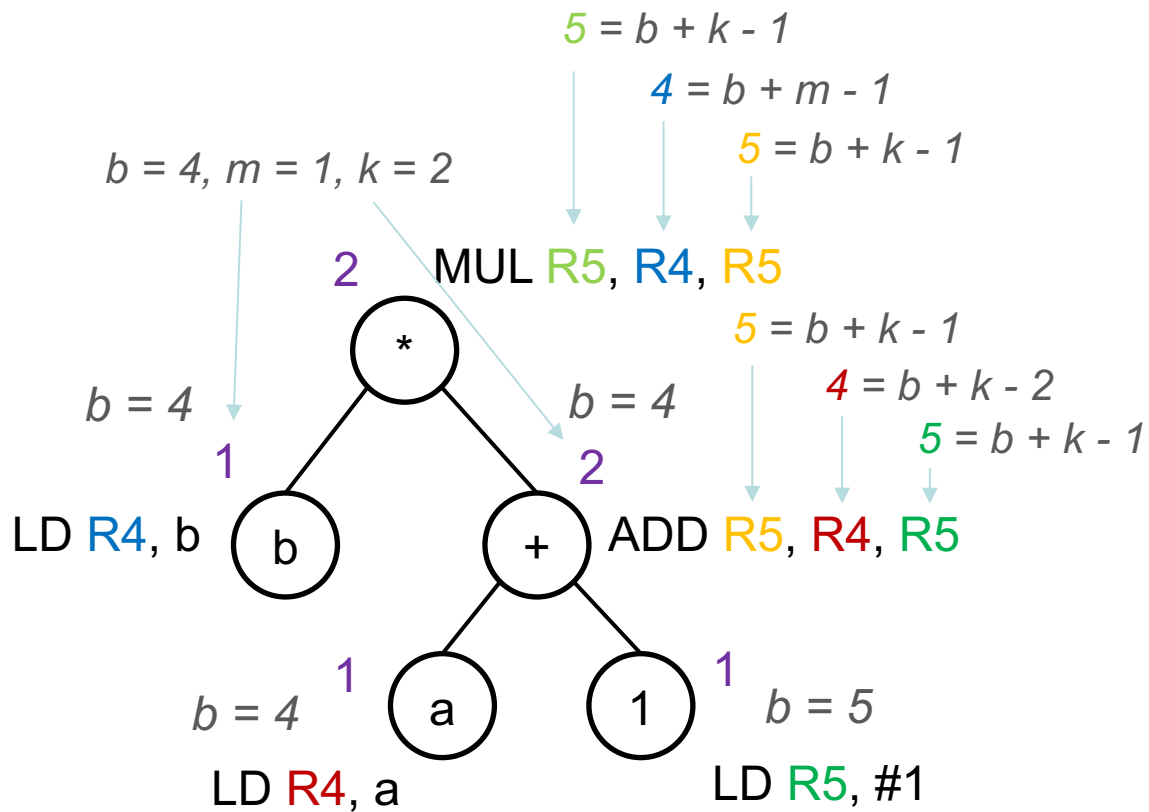 5 = b + k - 1
4 = b + m - 1
5 = b + k - 1
b = 4, m = 1, k = 2
2
MUL R5, R4, R5
*
5 = b + k - 1
4 = b + k - 2
5 = b + k - 1
b = 4
b = 4
1
2
LD R4, b
b
+
ADD R5, R4, R5
1
a
1
1
b = 4
b = 5
LD R4, a
LD R5, #1